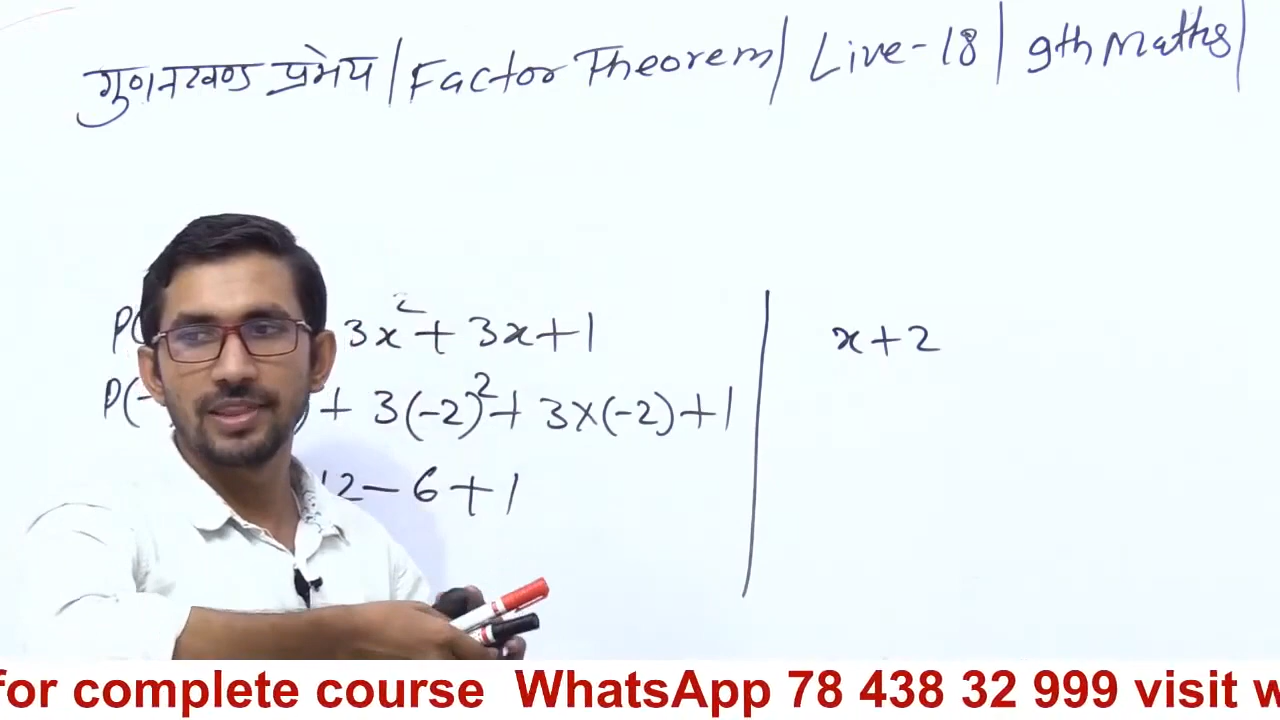 गुणनखण्ड प्रमेय | Factor Theorem | Live-18 | 9th Maths |
P( 3x² + 3x + 1
x + 2
P(- ) + 3(-2)² + 3×(-2) + 1
12 - 6 + 1
for complete course WhatsApp 78 438 32 999 visit w